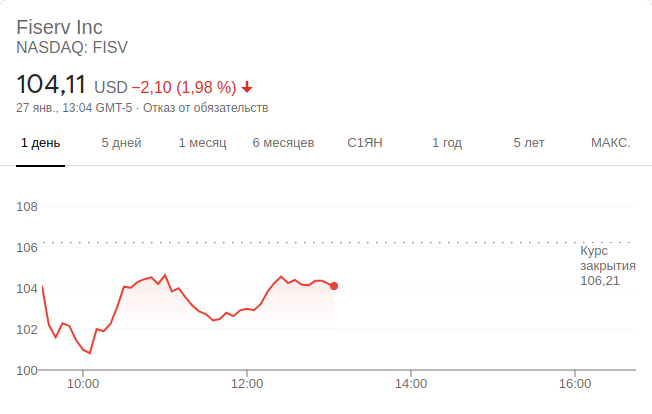 Fiserv Inc
NASDAQ: FISV
104,11 USD −2,10 (1,98 %)
27 янв., 13:04 GMT-5 · Отказ от обязательств
1 день 5 дней 1 месяц 6 месяцев С1ЯН 1 год 5 лет МАКС.
108
106
Курс
закрытия
106,21
104
102
100
10:00 12:00 14:00 16:00